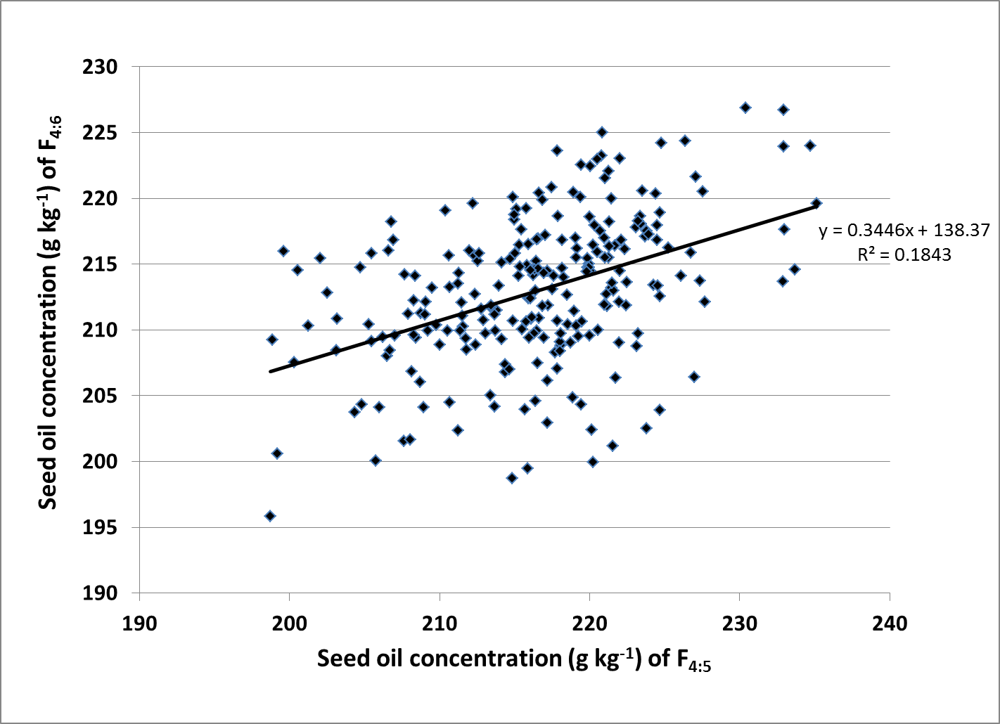 230
225
220
215
210
205
200
195
190
190 200 210 220 230 240
Seed oil concentration (g kg⁻¹) of F₄:₆
Seed oil concentration (g kg⁻¹) of F₄:₅
y = 0.3446x + 138.37
R² = 0.1843